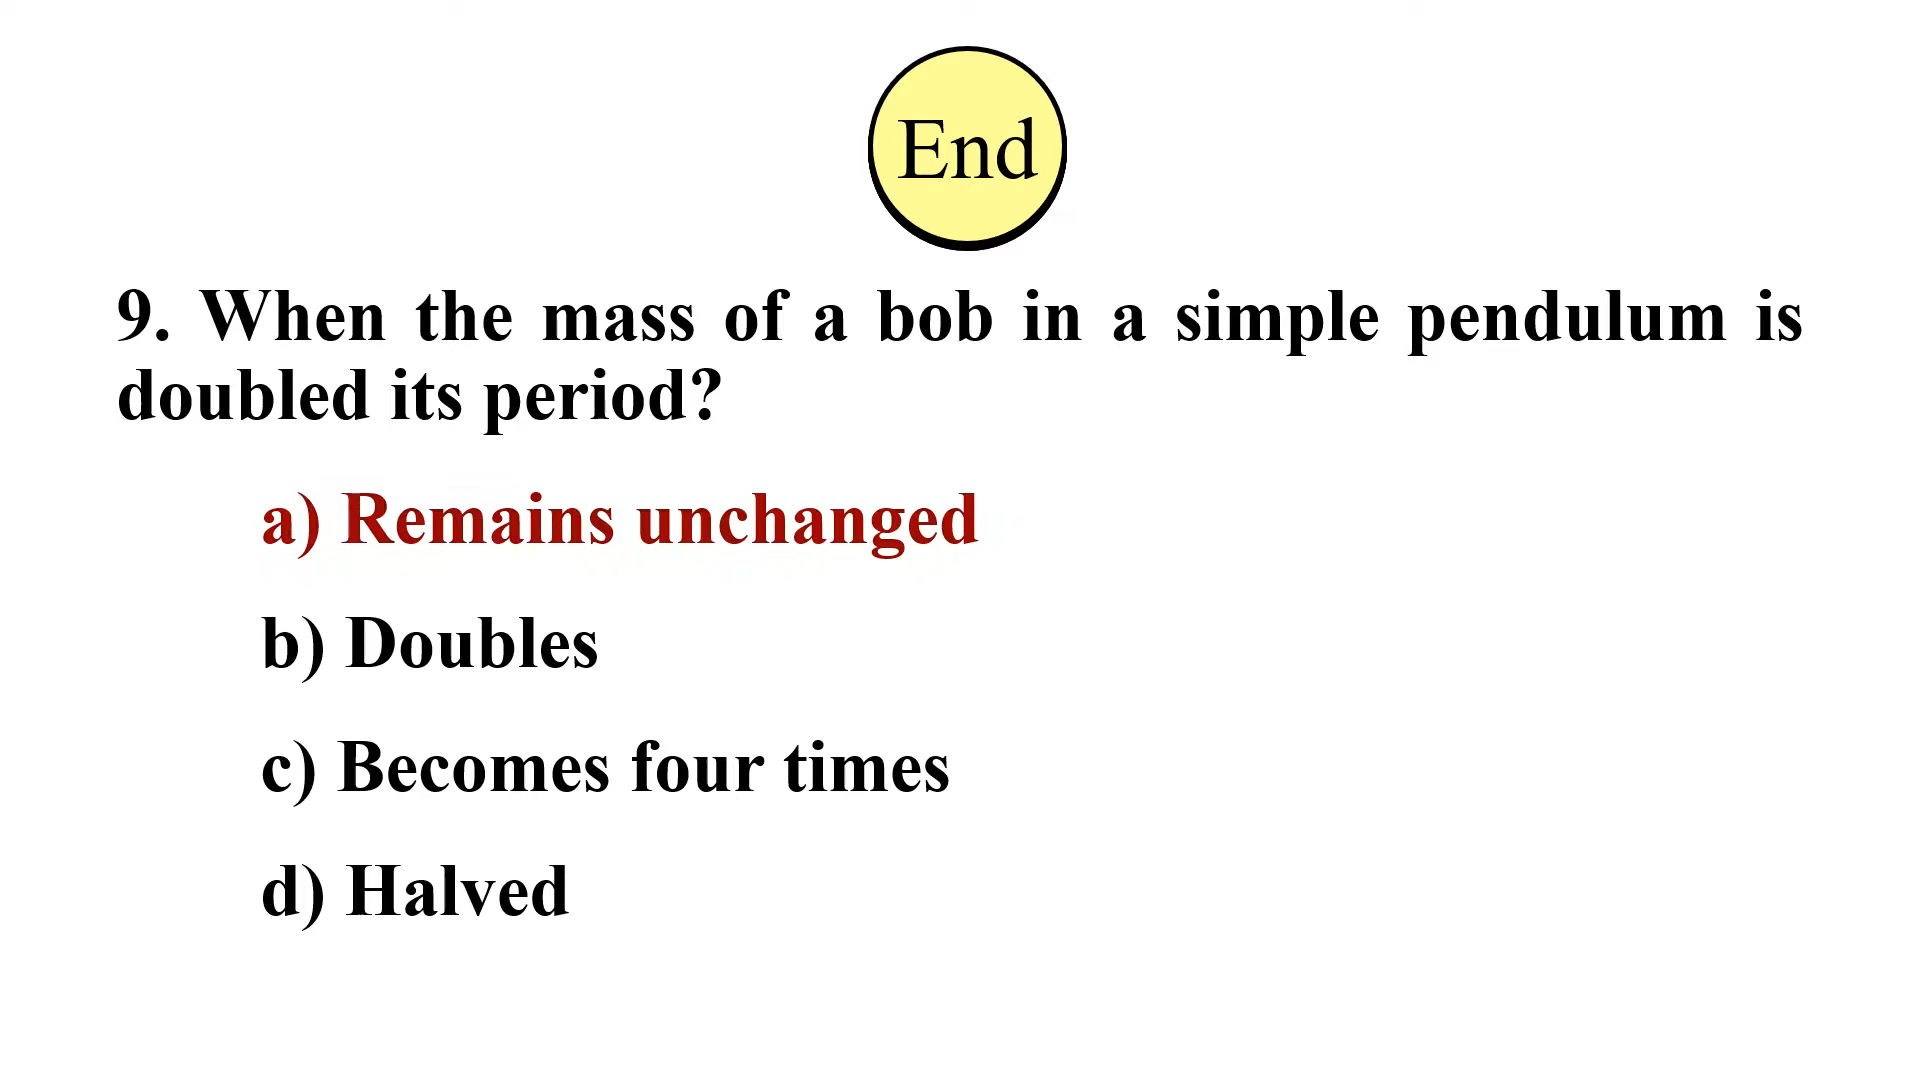 End
9. When the mass of a bob in a simple pendulum is
doubled its period?
a) Remains unchanged
b) Doubles
c) Becomes four times
d) Halved